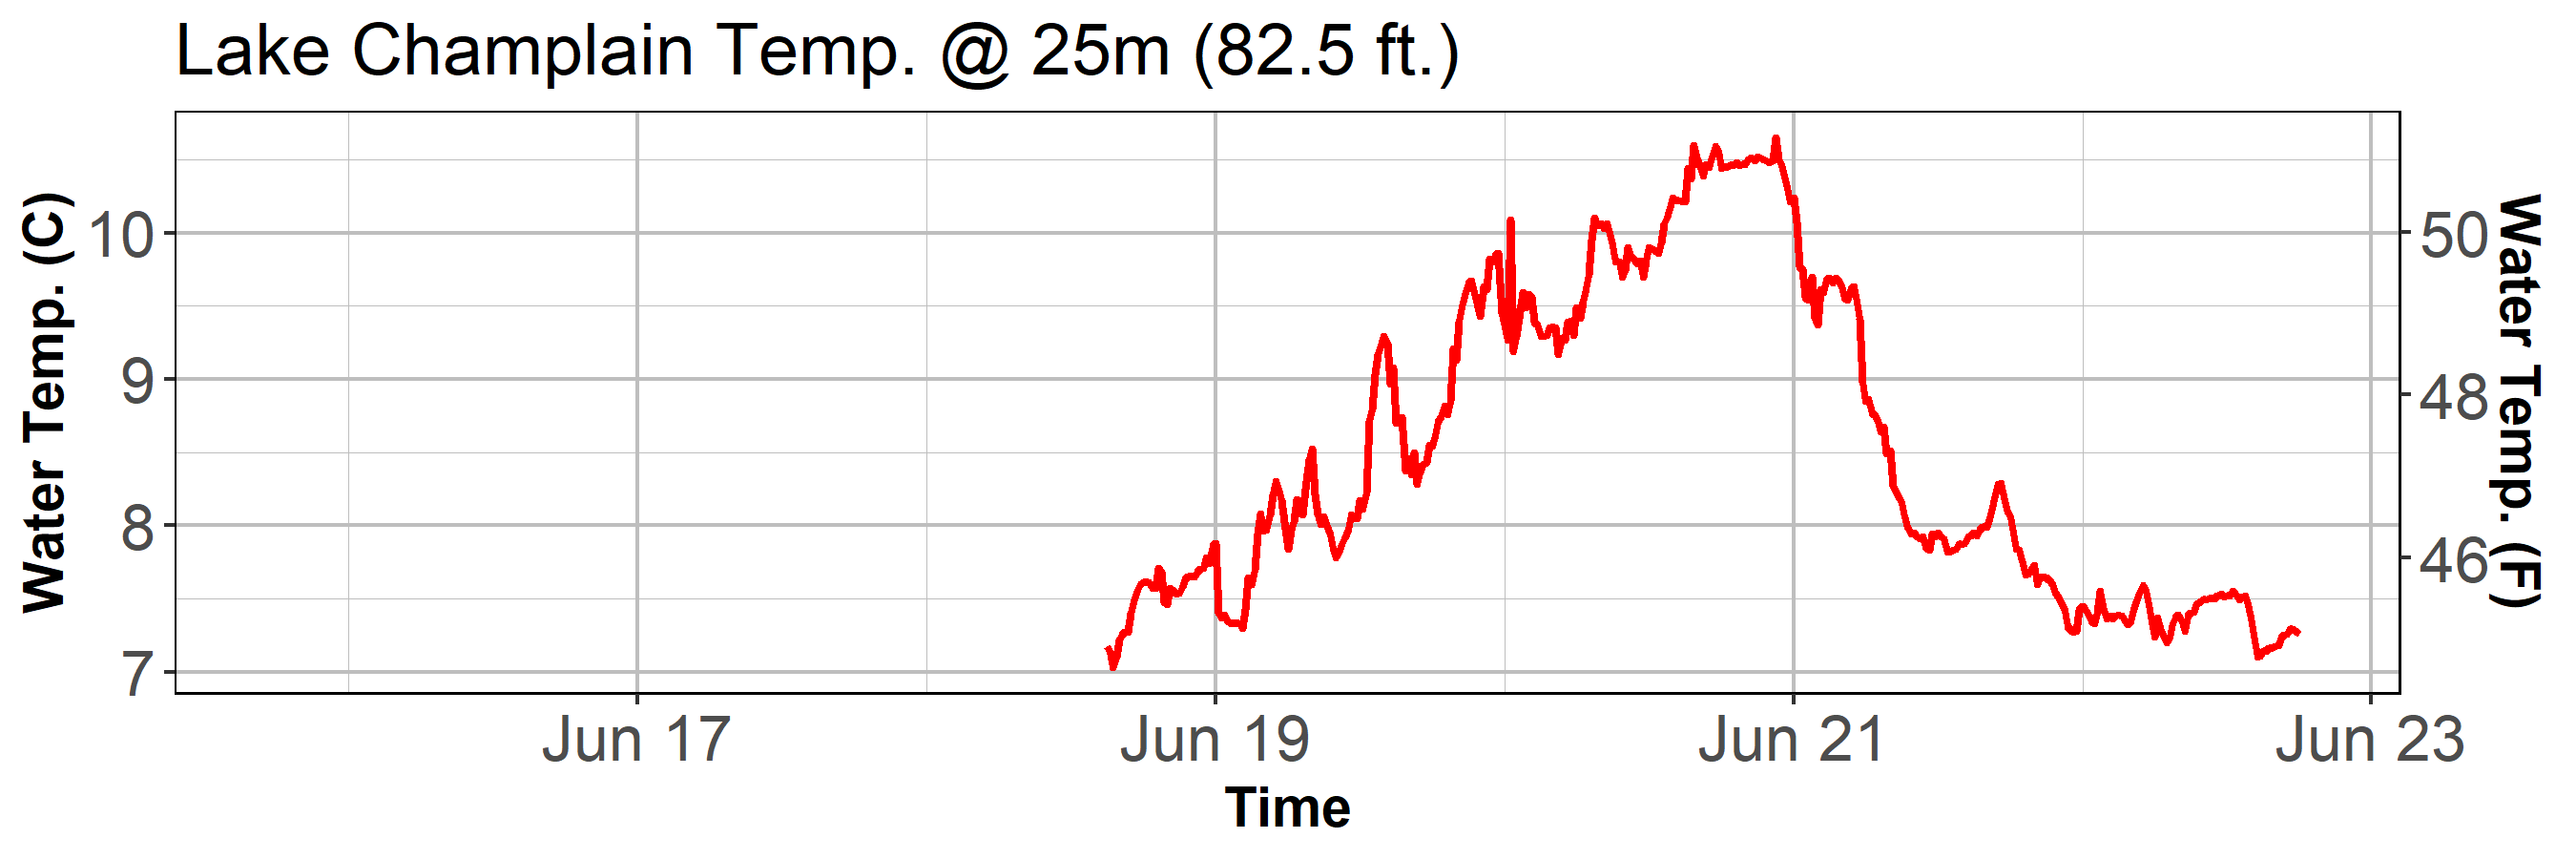 Lake Champlain Temp. @ 25m (82.5 ft.)
Water Temp. (C)
10
9
8
7
50
48
46
Water Temp. (F)
Jun 17 Jun 19 Jun 21 Jun 23
Time